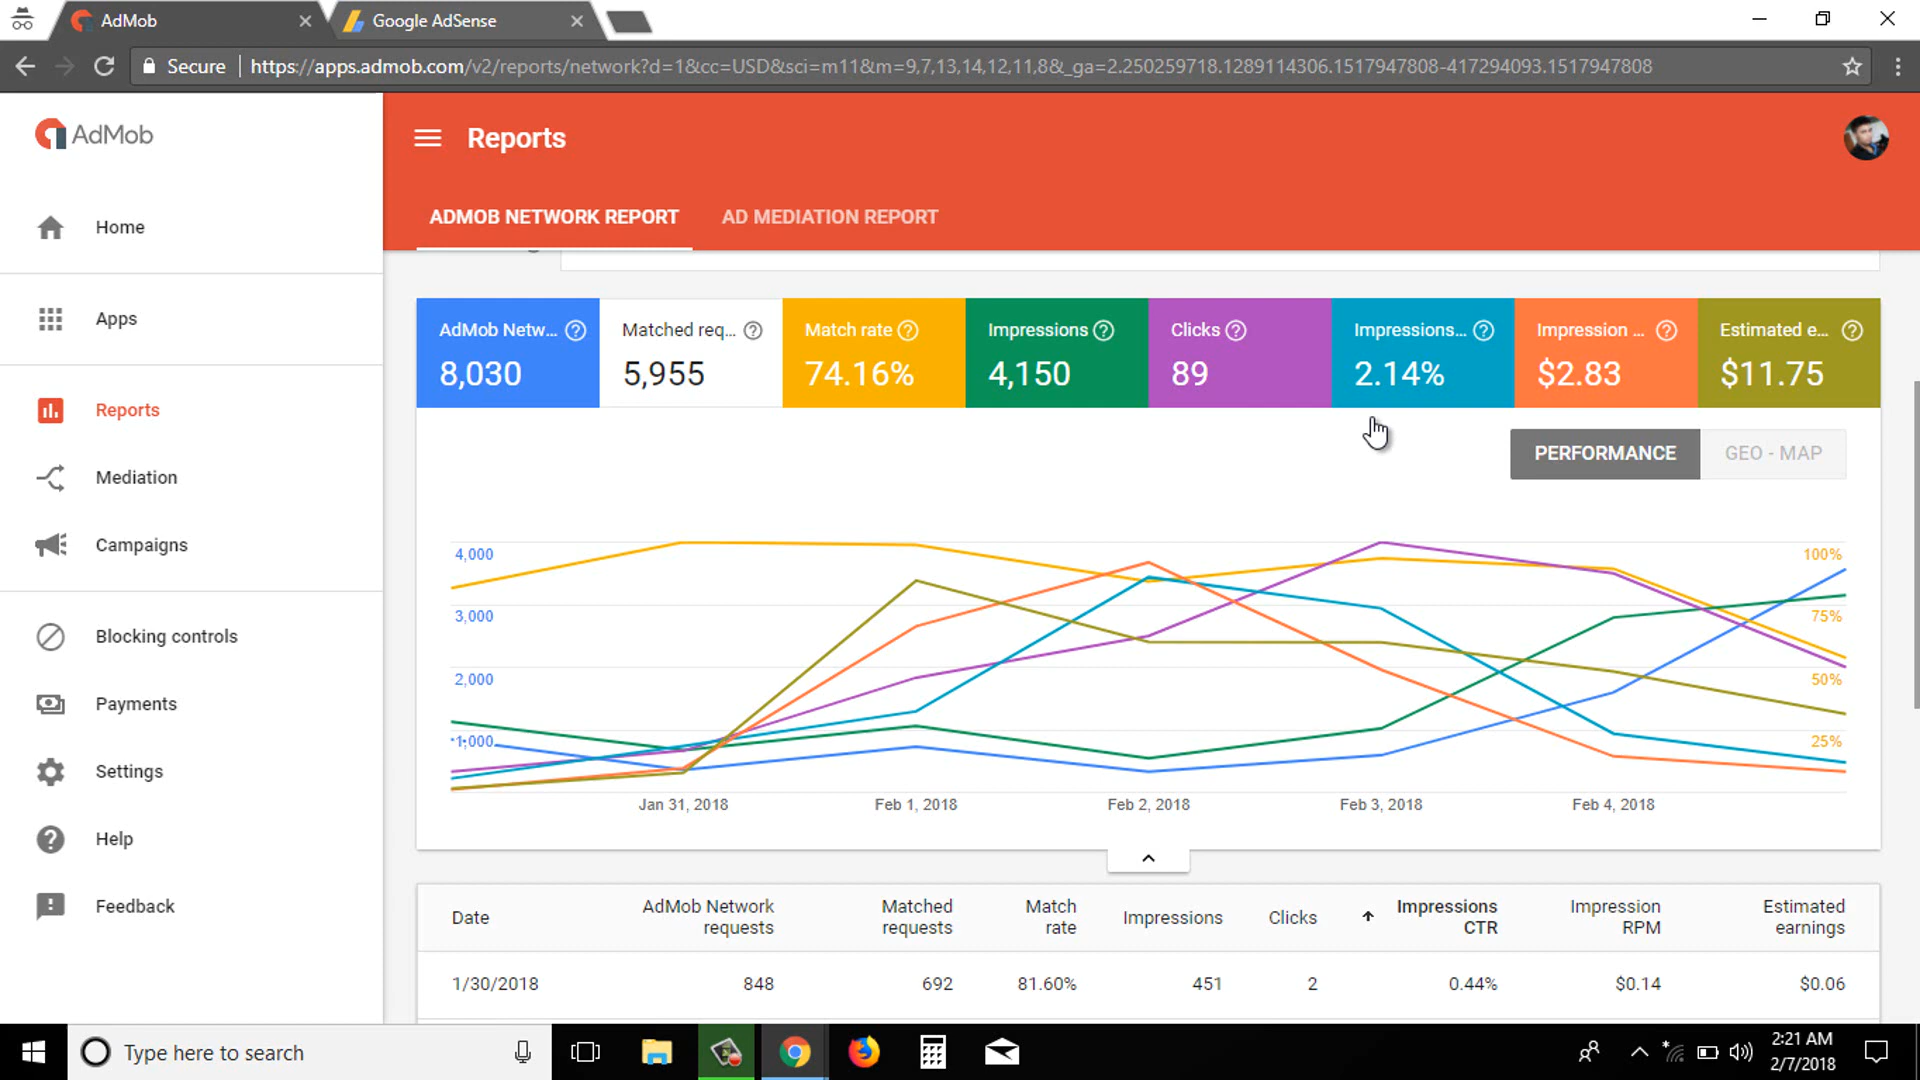 AdMob
Google AdSense
Secure
https://apps.admob.com/v2/reports/network?d=1&cc=USD&sci=m11&m=9,7,13,14,12,11,8&_ga=2.250259718.1289114306.1517947808-417294093.1517947808
AdMob
Reports
ADMOB NETWORK REPORT
AD MEDIATION REPORT
Home
Apps
Reports
Mediation
Campaigns
Blocking controls
Payments
Settings
Help
Feedback
AdMob Netw...
8,030
Matched req...
5,955
Match rate
74.16%
Impressions
4,150
Clicks
89
Impressions...
2.14%
Impression ...
$2.83
Estimated e...
$11.75
PERFORMANCE
GEO - MAP
4,000
100%
3,000
75%
2,000
50%
1,000
25%
Jan 31, 2018
Feb 1, 2018
Feb 2, 2018
Feb 3, 2018
Feb 4, 2018
Date
AdMob Network
requests
Matched
requests
Match
rate
Impressions
Clicks
Impressions
CTR
Impression
RPM
Estimated
earnings
1/30/2018
848
692
81.60%
451
2
0.44%
$0.14
$0.06
Type here to search
2:21 AM
2/7/2018